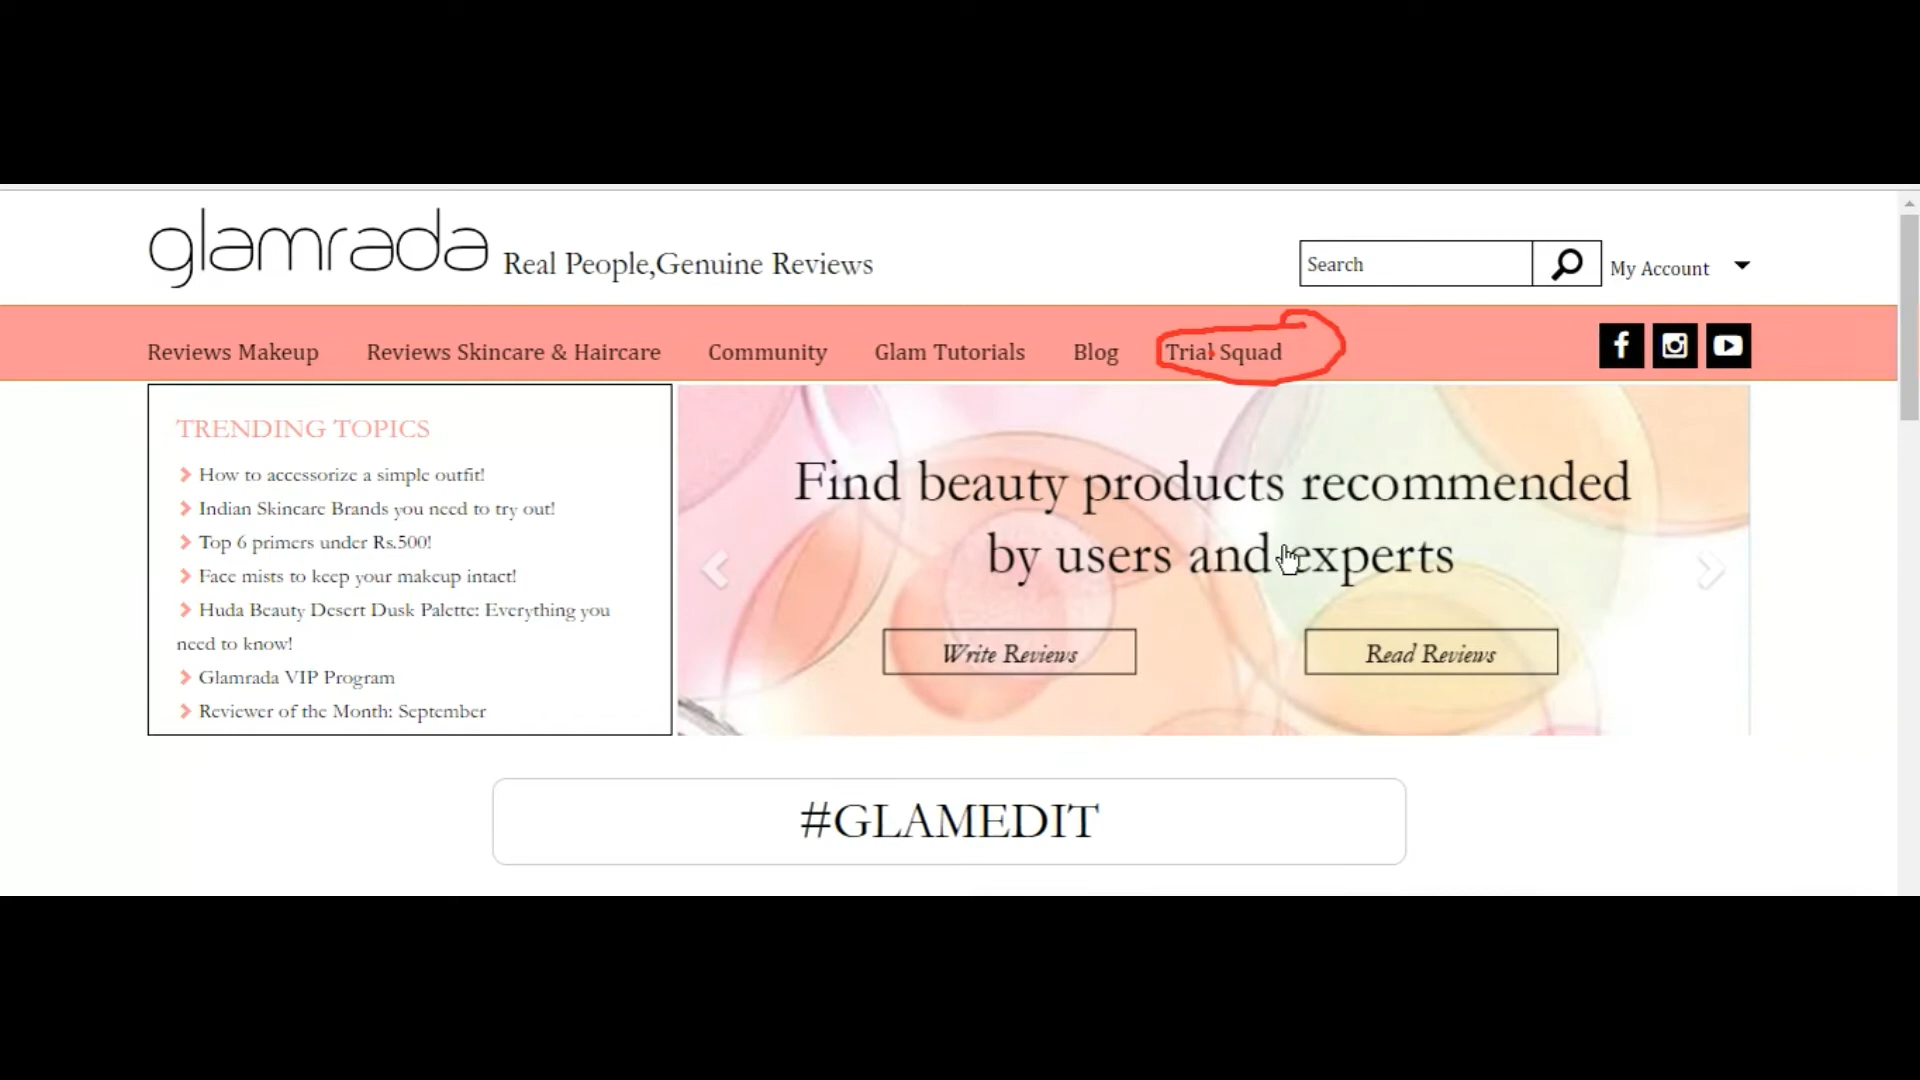 glamrada Real People,Genuine Reviews
Search
My Account
Reviews Makeup
Reviews Skincare & Haircare
Community
Glam Tutorials
Blog
Trial Squad
TRENDING TOPICS
How to accessorize a simple outfit!
Indian Skincare Brands you need to try out!
Top 6 primers under Rs.500!
Face mists to keep your makeup intact!
Huda Beauty Desert Dusk Palette: Everything you
need to know!
Glamrada VIP Program
Reviewer of the Month: September
Find beauty products recommended
by users and experts
Write Reviews
Read Reviews
#GLAMEDIT